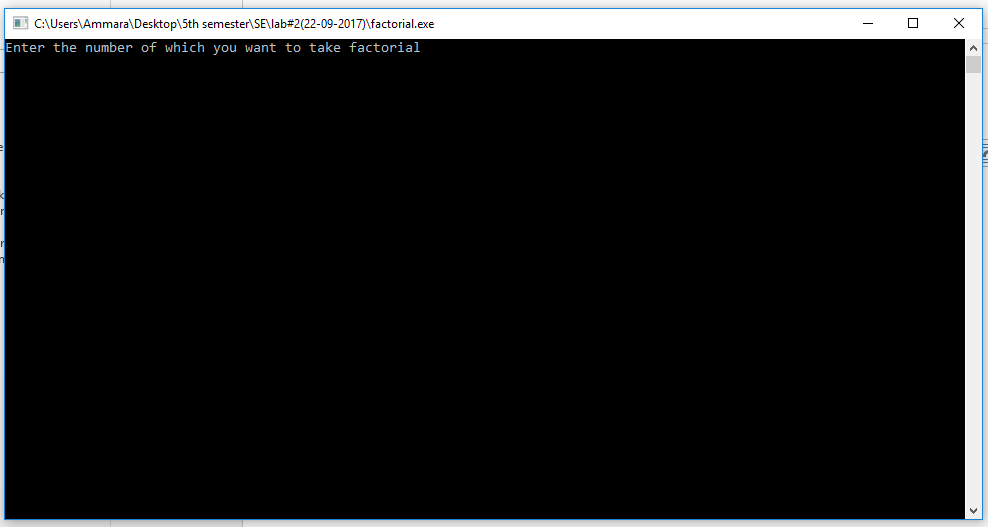 C:\Users\Ammara\Desktop\5th semester\SE\lab#2(22-09-2017)\factorial.exe
Enter the number of which you want to take factorial